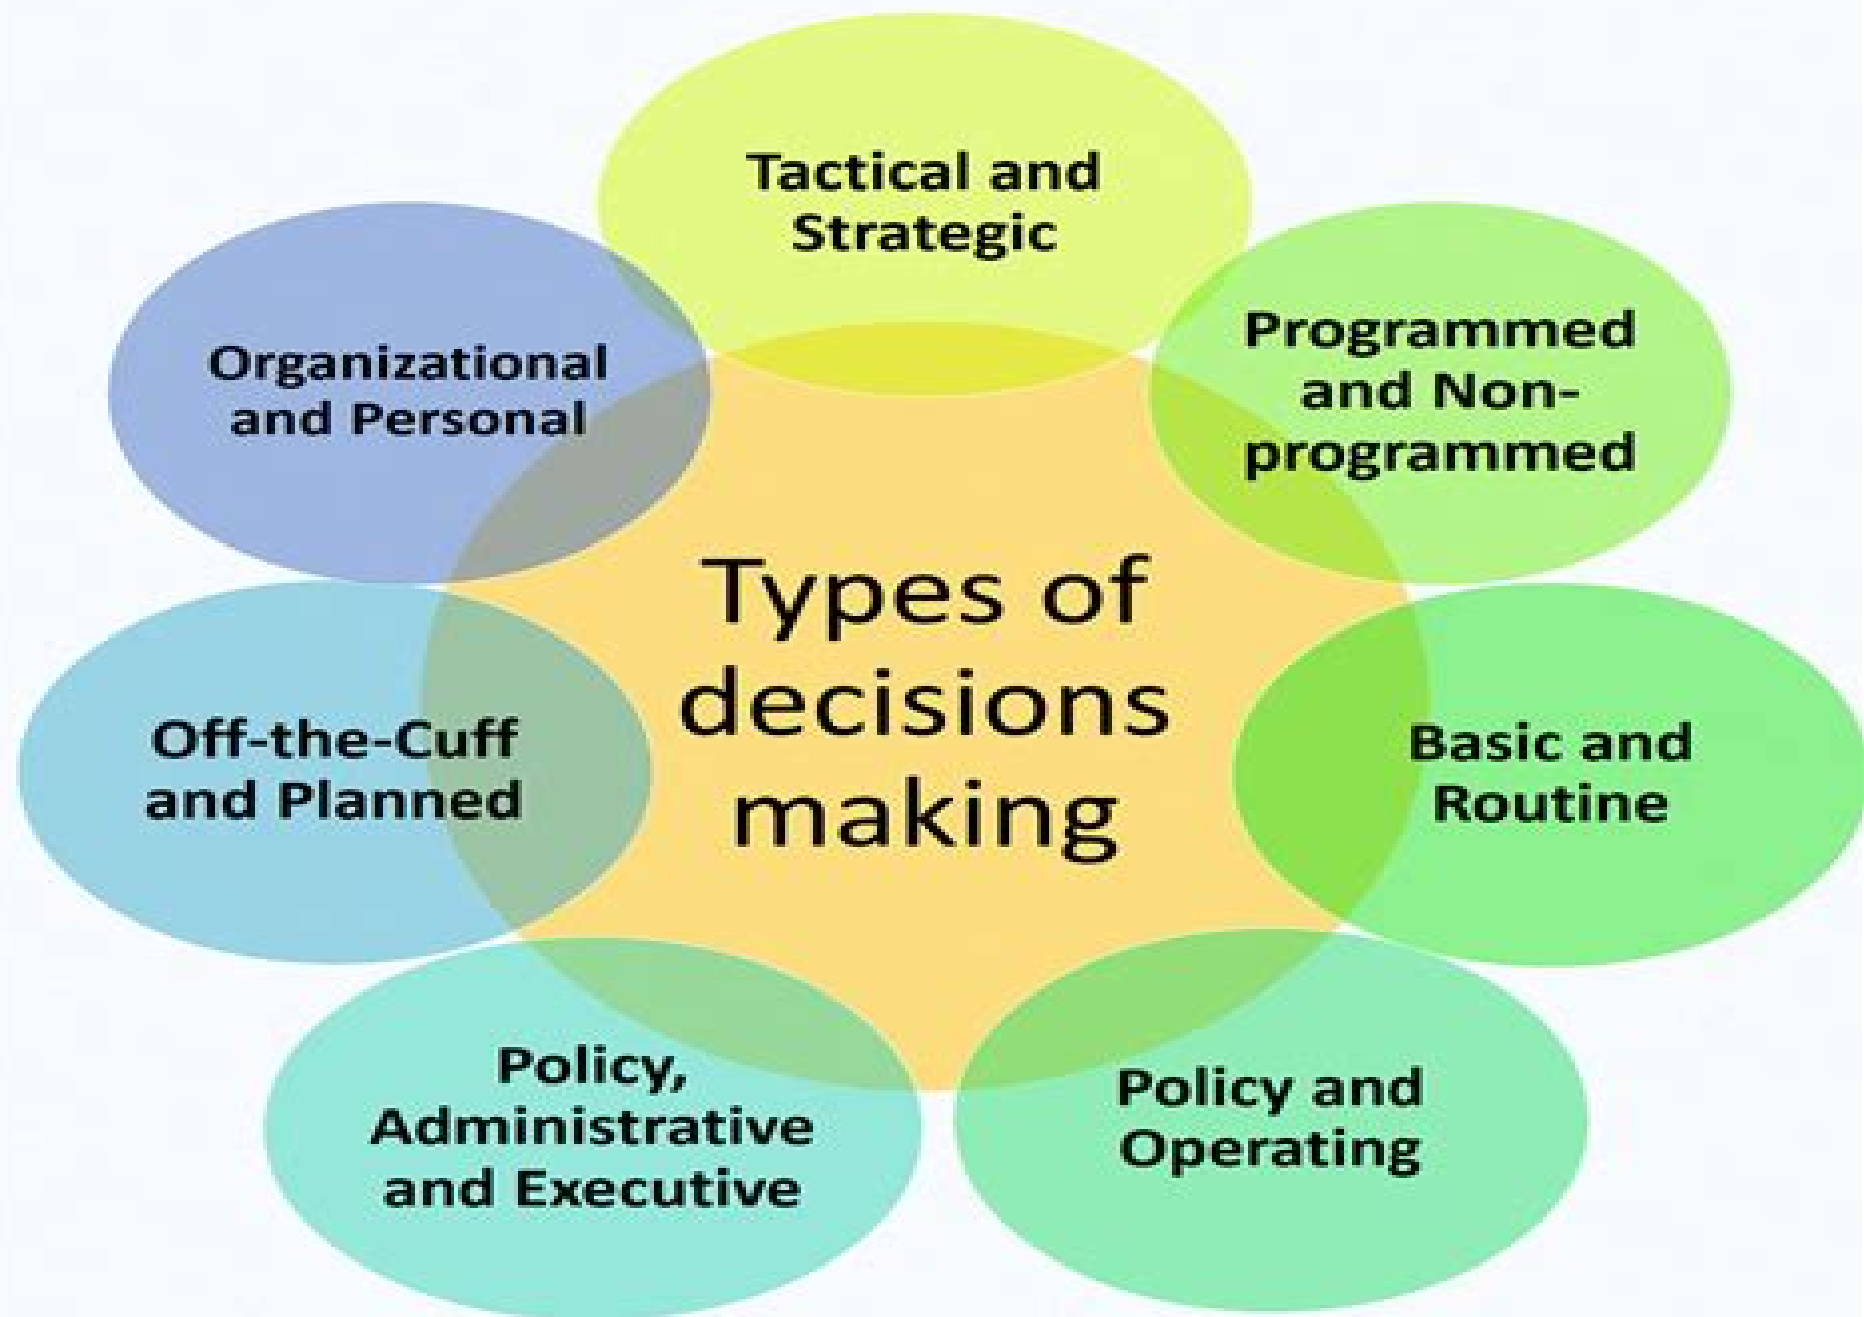 Tactical and
Strategic
Programmed
and Non-
programmed
Basic and
Routine
Policy and
Operating
Policy,
Administrative
and Executive
Off-the-Cuff
and Planned
Organizational
and Personal
Types of
decisions
making